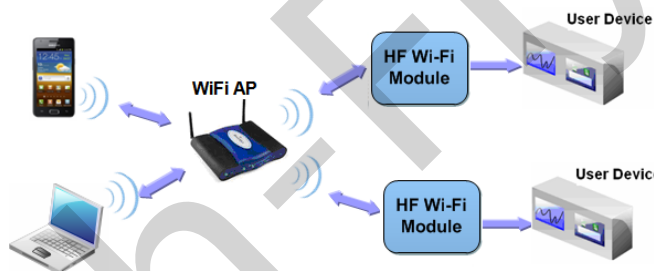 User Device
HF Wi-Fi
Module
WiFi AP
User Device
HF Wi-Fi
Module